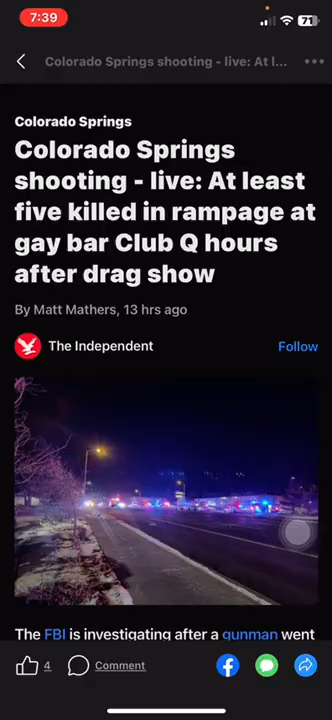 7:39
71
Colorado Springs shooting - live: At l...
Colorado Springs
Colorado Springs
shooting - live: At least
five killed in rampage at
gay bar Club Q hours
after drag show
By Matt Mathers, 13 hrs ago
The Independent
Follow
The FBI is investigating after a gunman went
4
Comment